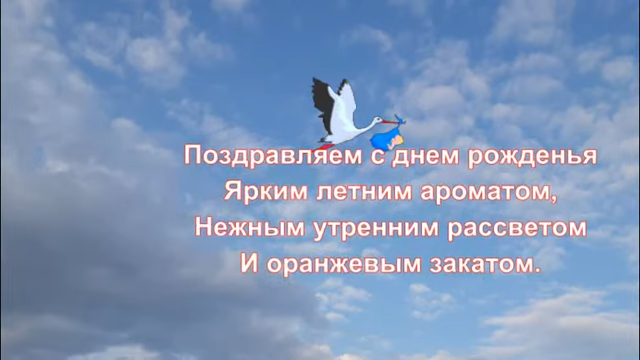 Поздравляем с днем рожденья
Ярким летним ароматом,
Нежным утренним рассветом
И оранжевым закатом.